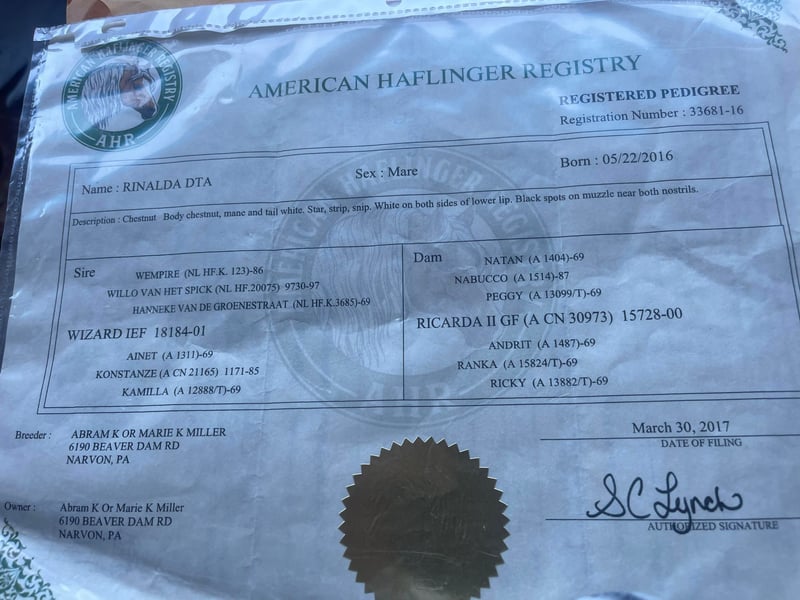 AMERICAN HAFLINGER REGISTRY
AHR
AMERICAN HAFLINGER REGISTRY
REGISTERED PEDIGREE
Registration Number : 33681-16
Name : RINALDA DTA
Sex : Mare
Born : 05/22/2016
Description : Chestnut Body chestnut, mane and tail white. Star, strip, snip. White on both sides of lower lip. Black spots on muzzle near both nostrils.
Sire
WEMPIRE (NL HF.K. 123)-86
WILLO VAN HET SPICK (NL HF.20075) 9730-97
HANNEKE VAN DE GROENESTRAAT (NL HF.K.3685)-69
WIZARD IEF 18184-01
AINET (A 1311)-69
KONSTANZE (A CN 21165) 1171-85
KAMILLA (A 12888/T)-69
Dam
NATAN (A 1404)-69
NABUCCO (A 1514)-87
PEGGY (A 13099/T)-69
RICARDA II GF (A CN 30973) 15728-00
ANDRIT (A 1487)-69
RANKA (A 15824/T)-69
RICKY (A 13882/T)-69
AHR
Breeder :
ABRAM K OR MARIE K MILLER
6190 BEAVER DAM RD
NARVON, PA
March 30, 2017
DATE OF FILING
Owner :
Abram K Or Marie K Miller
6190 BEAVER DAM RD
NARVON, PA
S C Lynch
AUTHORIZED SIGNATURE